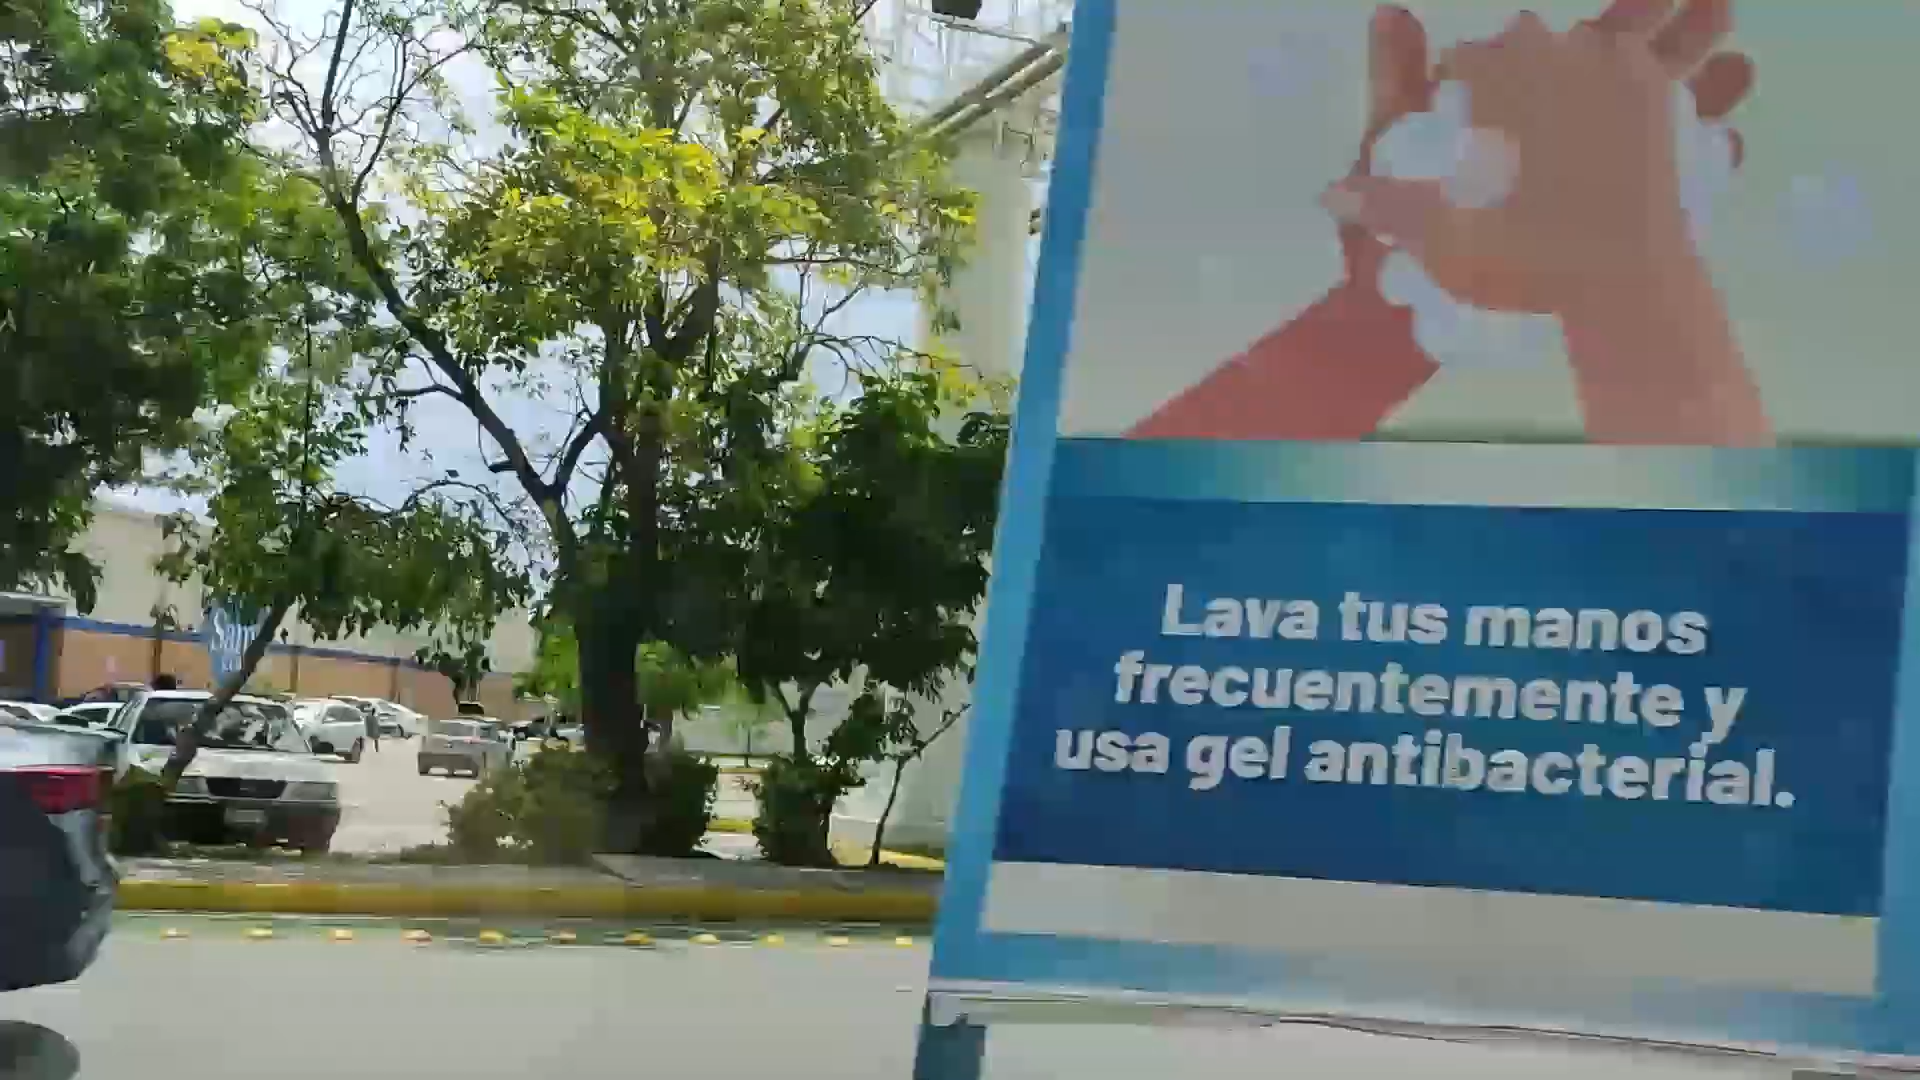 Lava tus manos
frecuentemente y
usa gel antibacterial.